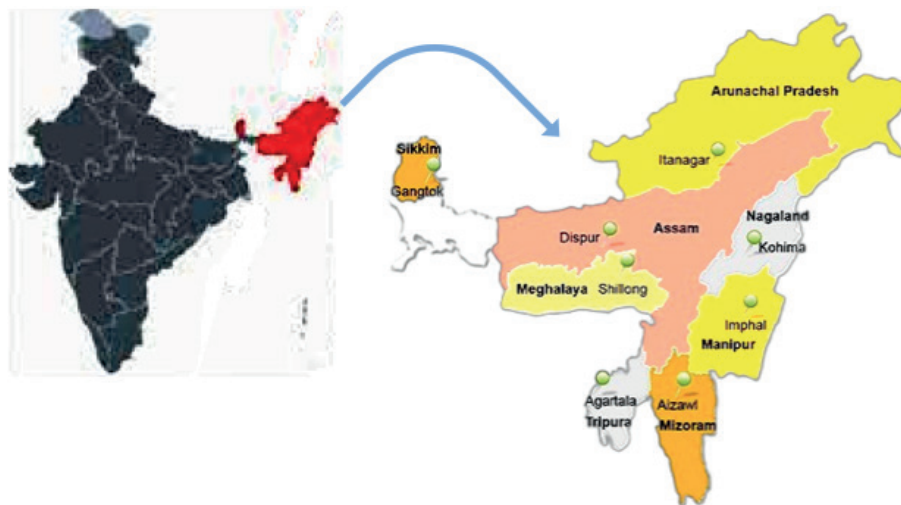 Arunachal Pradesh
Itanagar
Sikkim
Gangtok
Nagaland
Kohima
Assam
Dispur
Meghalaya
Shillong
Imphal
Manipur
Agartala
Tripura
Aizawl
Mizoram